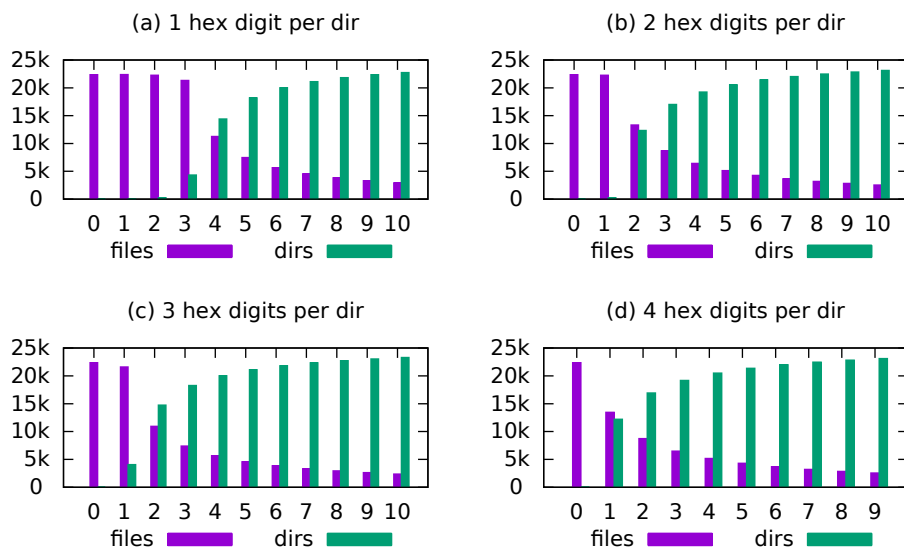 (a) 1 hex digit per dir
25k
20k
15k
10k
5k
0
0 1 2 3 4 5 6 7 8 9 10
files dirs
(b) 2 hex digits per dir
25k
20k
15k
10k
5k
0
0 1 2 3 4 5 6 7 8 9 10
files dirs
(c) 3 hex digits per dir
25k
20k
15k
10k
5k
0
0 1 2 3 4 5 6 7 8 9 10
files dirs
(d) 4 hex digits per dir
25k
20k
15k
10k
5k
0
0 1 2 3 4 5 6 7 8 9
files dirs